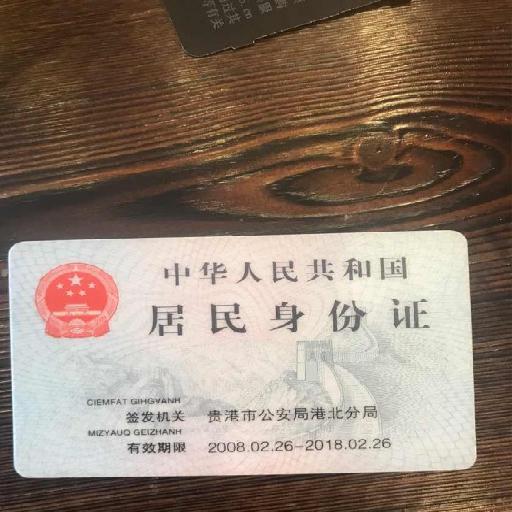 中华人民共和国
居民身份证
CIEMFAT GIHGVANH
签发机关 贵港市公安局港北分局
MIZYAUQ GEIZHANH
有效期限 2008.02.26-2018.02.26